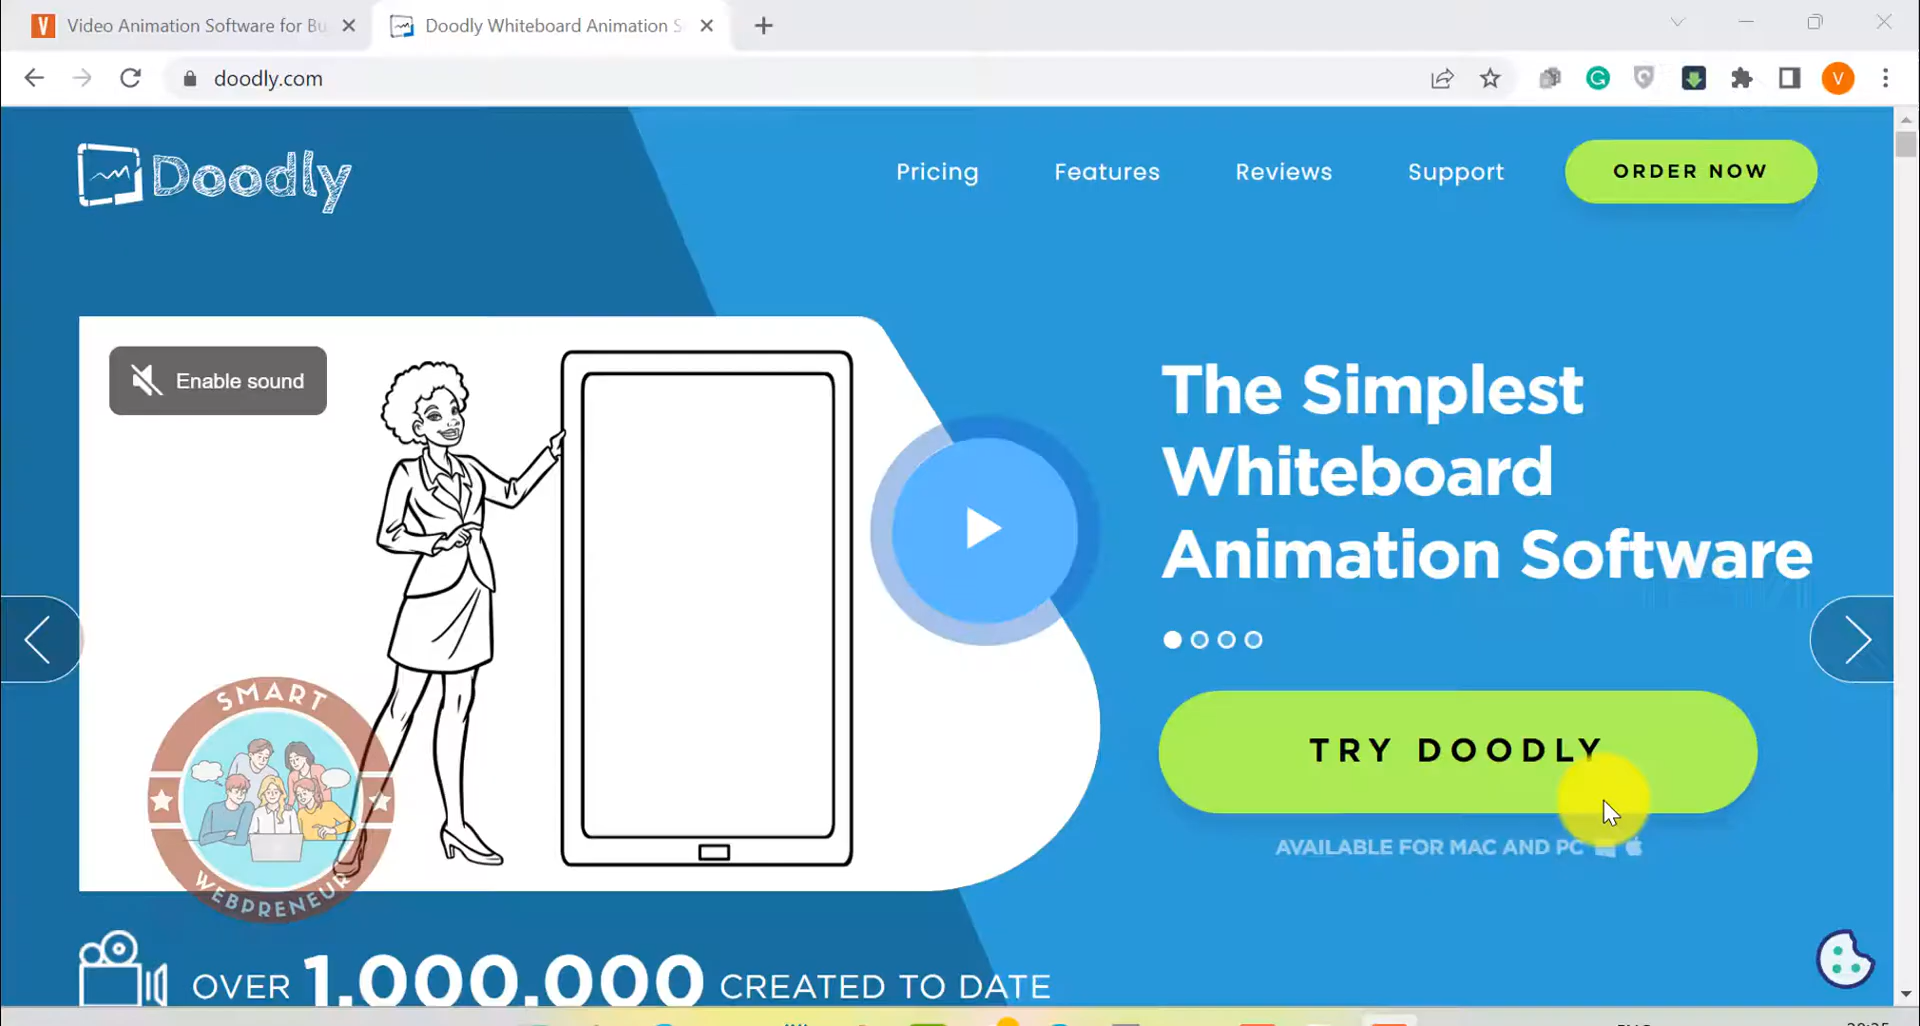 Video Animation Software for Bu
Doodly Whiteboard Animation S
doodly.com
V
Doodly
Pricing
Features
Reviews
Support
ORDER NOW
Enable sound
The Simplest
Whiteboard
Animation Software
TRY DOODLY
AVAILABLE FOR MAC AND PC
SMART
WEBPRENEUR
OVER 1,000,000 CREATED TO DATE